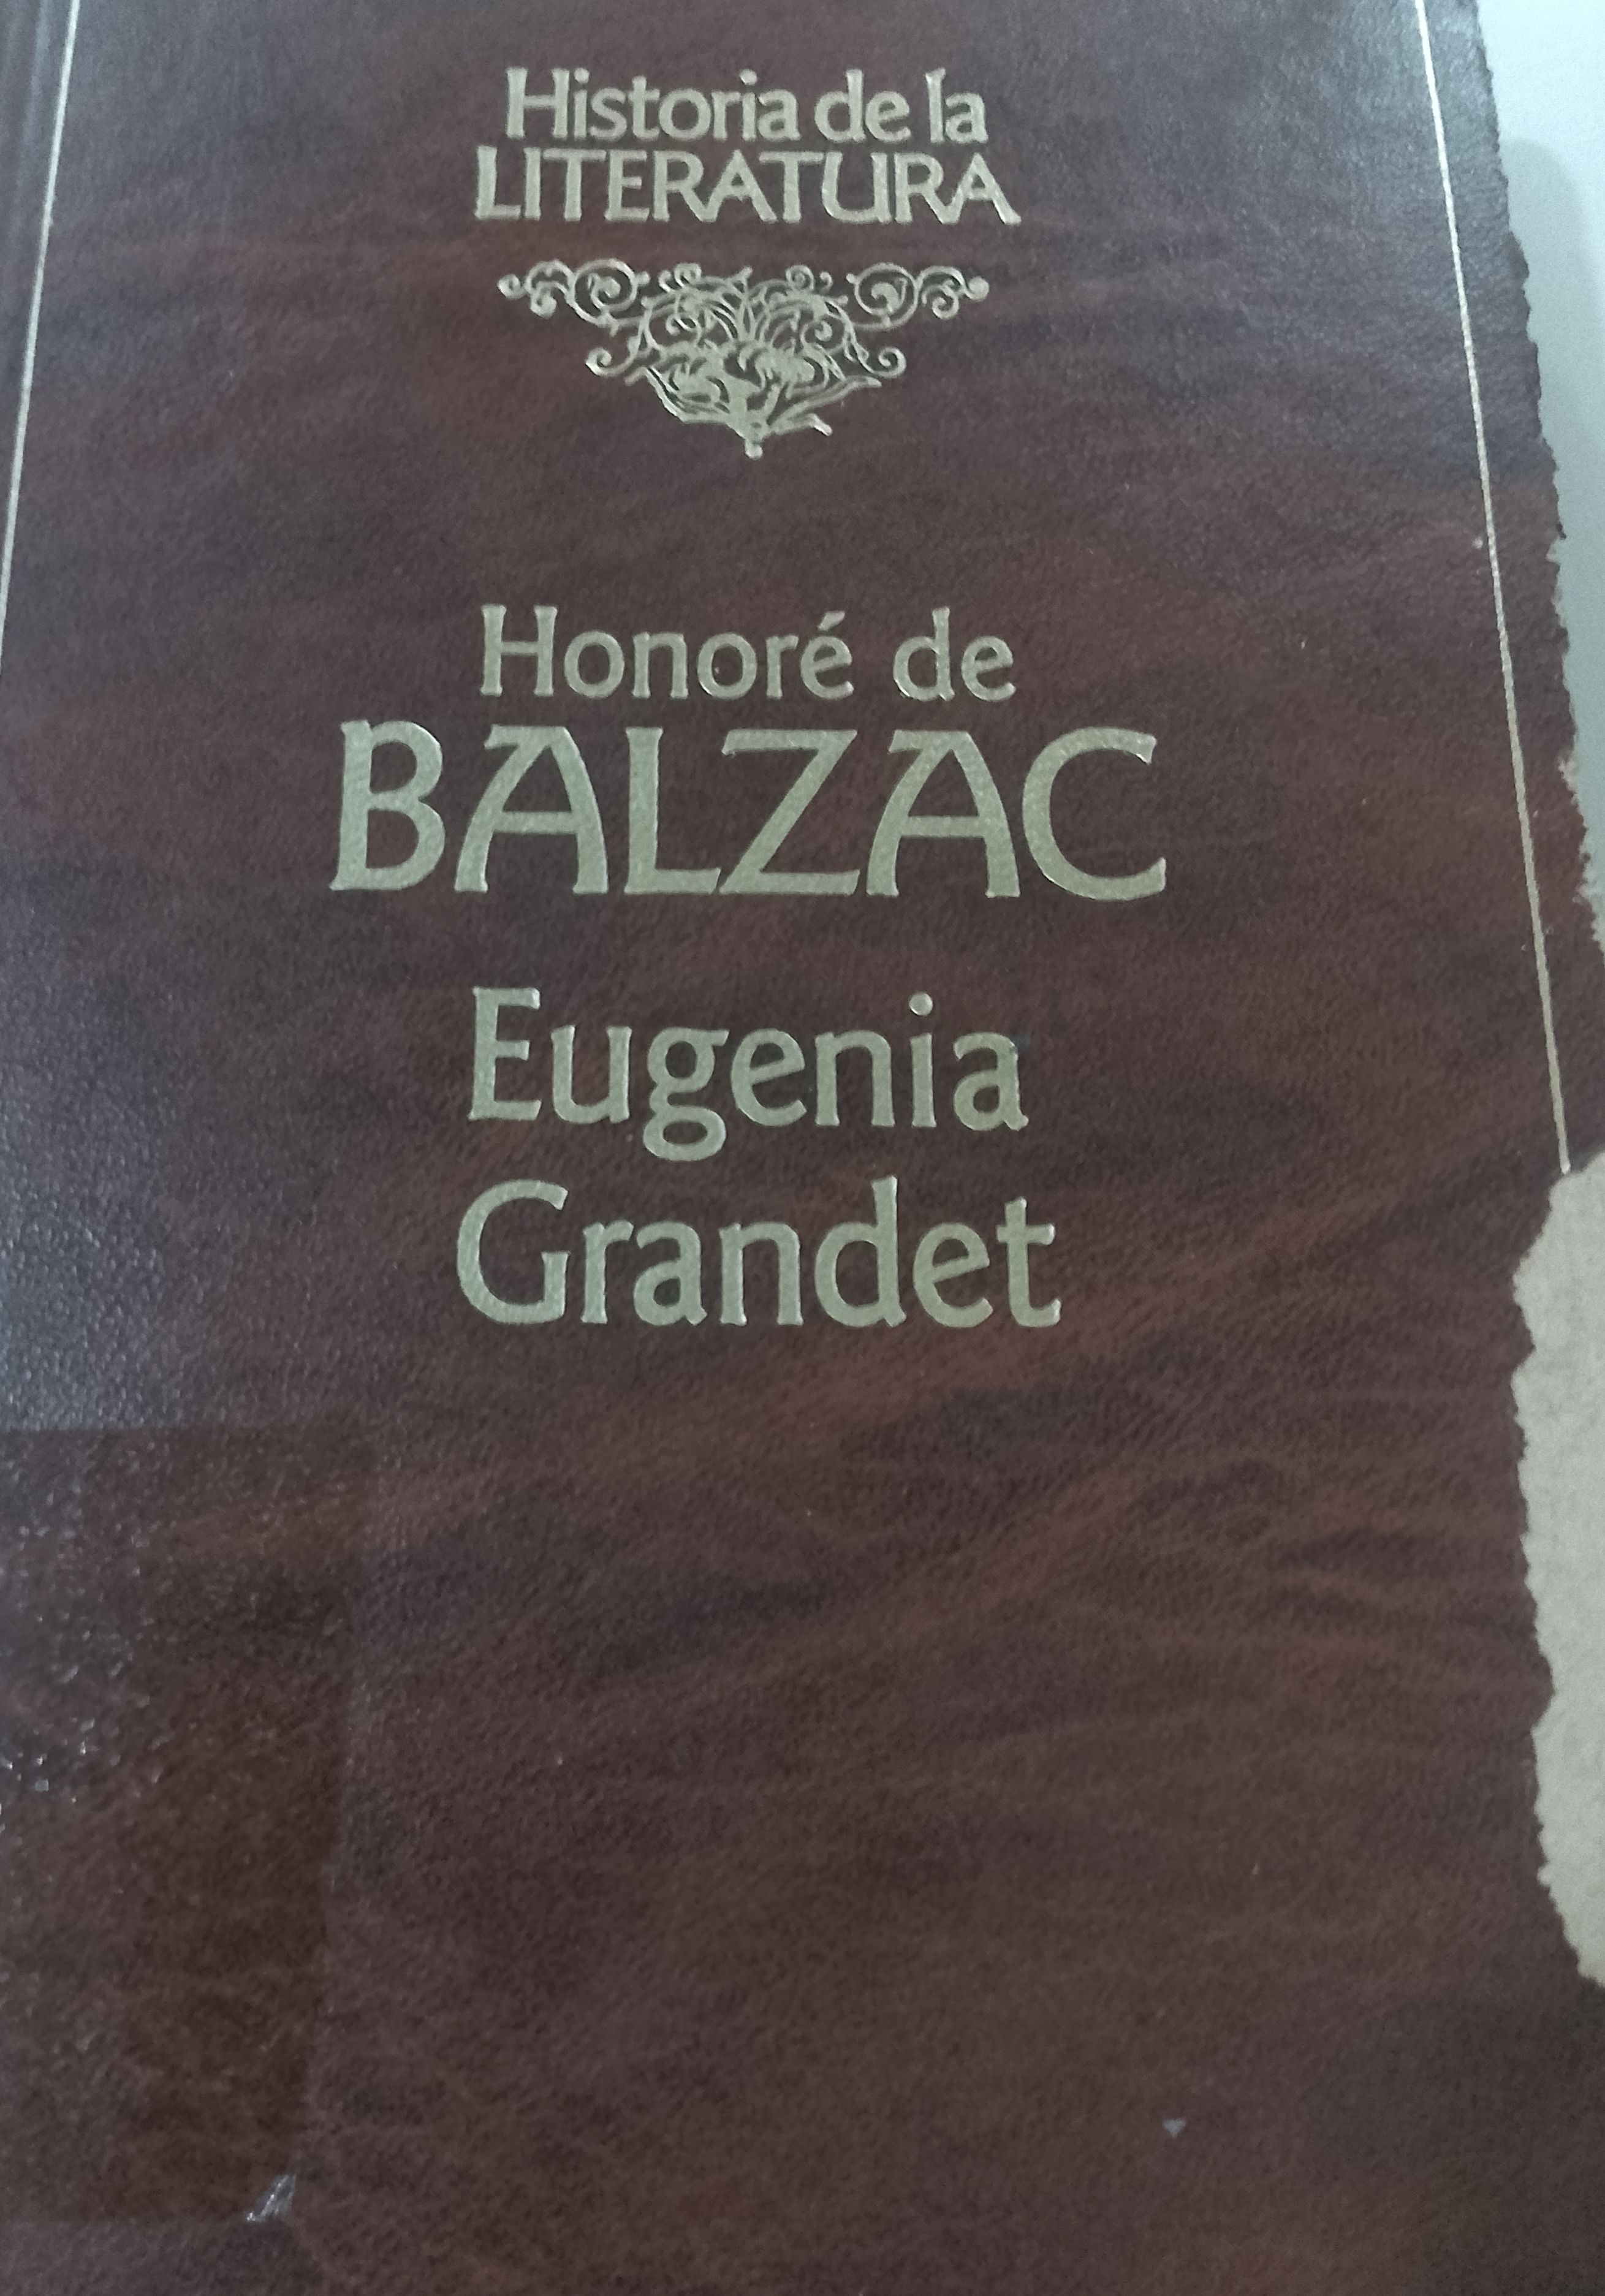 Historia de la
LITERATURA
Honoré de
BALZAC
Eugenia
Grandet